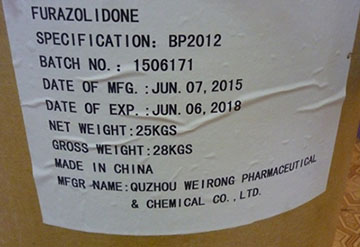 FURAZOLIDONE
SPECIFICATION: BP2012
BATCH NO.: 1506171
DATE OF MFG.:JUN.07,2015
DATE OF EXP.:JUN.06,2018
NET WEIGHT:25KGS
GROSS WEIGHT:28KGS
MADE IN CHINA
MFGR NAME:QUZHOU WEIRONG PHARMACEUTICAL
& CHEMICAL CO.,LTD.